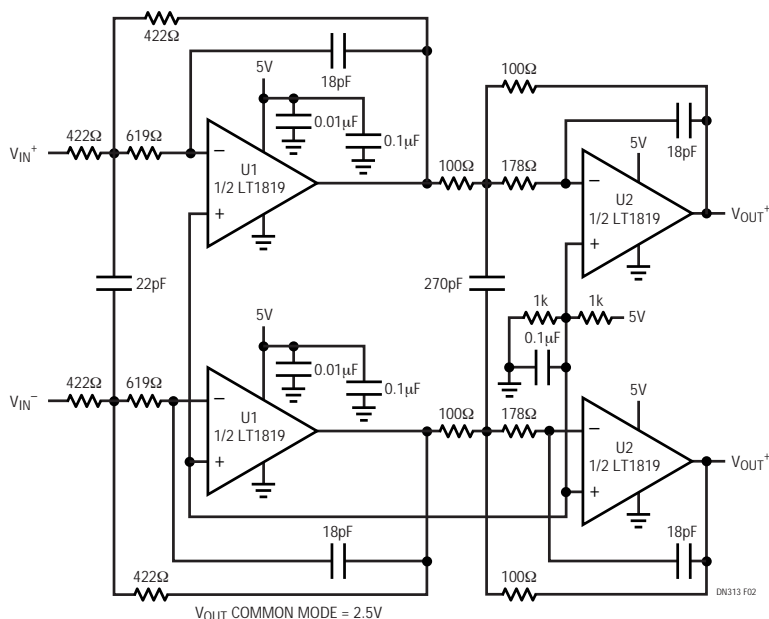 422Ω
18pF
5V
100Ω
0.01µF
0.1µF
18pF
5V
VIN+
422Ω
619Ω
–
U1
1/2 LT1819
+
100Ω
178Ω
–
U2
1/2 LT1819
+
VOUT+
22pF
270pF
1k
1k
5V
0.1µF
5V
0.01µF
0.1µF
5V
VIN–
422Ω
619Ω
–
U1
1/2 LT1819
+
100Ω
178Ω
–
U2
1/2 LT1819
+
VOUT+
18pF
18pF
422Ω
100Ω
DN313 F02
VOUT COMMON MODE = 2.5V